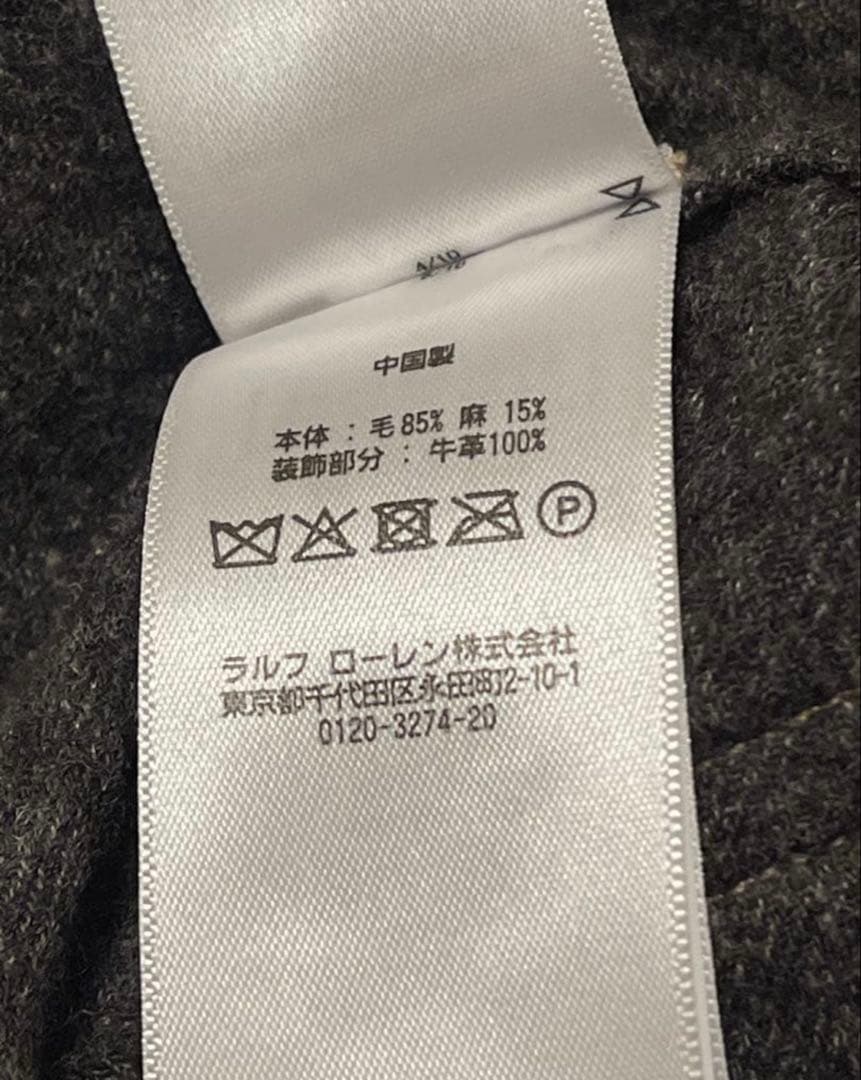 中国製
本体 : 毛 85% 麻 15%
装飾部分 : 牛革100%
P
ラルフ ローレン株式会社
東京都千代田区永田町2-10-1
0120-3274-20